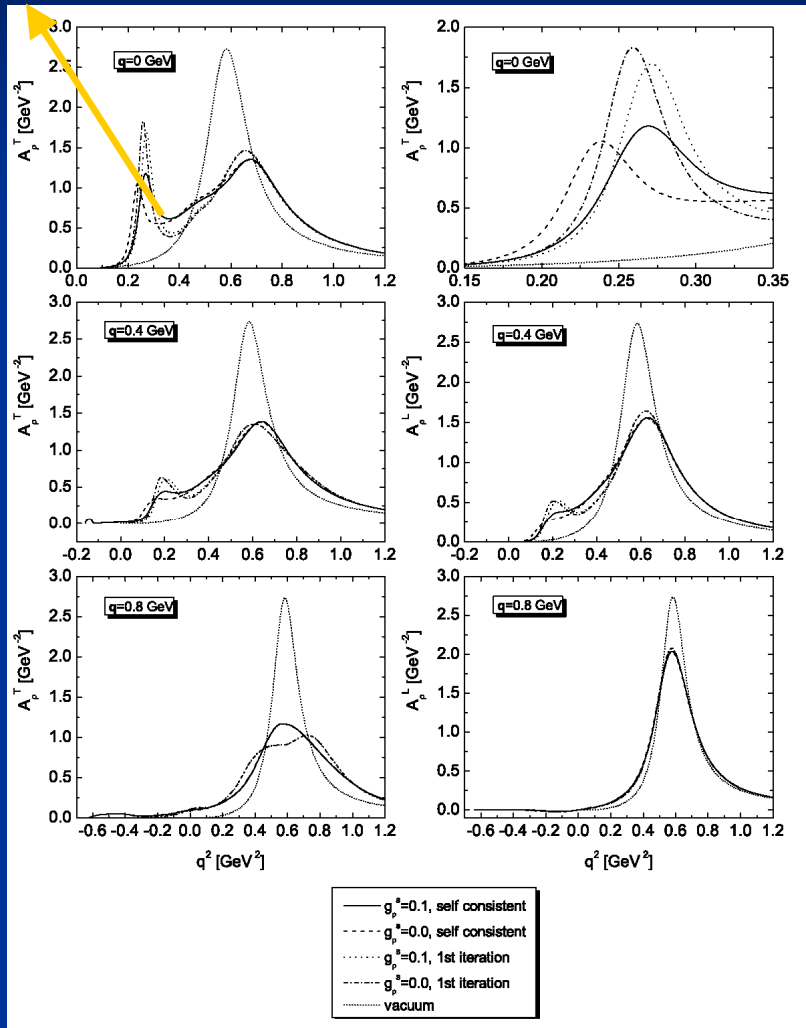 3.0
2.5
2.0
1.5
1.0
0.5
0.0
A_ρ^T [GeV⁻²]
q=0 GeV
0.0 0.2 0.4 0.6 0.8 1.0 1.2
2.0
1.5
1.0
0.5
0.0
A_ρ^T [GeV⁻²]
q=0 GeV
0.15 0.20 0.25 0.30 0.35
3.0
2.5
2.0
1.5
1.0
0.5
0.0
A_ρ^T [GeV⁻²]
q=0.4 GeV
-0.2 0.0 0.2 0.4 0.6 0.8 1.0 1.2
3.0
2.5
2.0
1.5
1.0
0.5
0.0
A_ρ^L [GeV⁻²]
q=0.4 GeV
-0.2 0.0 0.2 0.4 0.6 0.8 1.0 1.2
3.0
2.5
2.0
1.5
1.0
0.5
0.0
A_ρ^T [GeV⁻²]
q=0.8 GeV
-0.6 -0.4 -0.2 0.0 0.2 0.4 0.6 0.8 1.0 1.2
q² [GeV²]
3.0
2.5
2.0
1.5
1.0
0.5
0.0
A_ρ^L [GeV⁻²]
q=0.8 GeV
-0.6 -0.4 -0.2 0.0 0.2 0.4 0.6 0.8 1.0 1.2
q² [GeV²]
g_ρ^s=0.1, self consistent
g_ρ^s=0.0, self consistent
g_ρ^s=0.1, 1st iteration
g_ρ^s=0.0, 1st iteration
vacuum